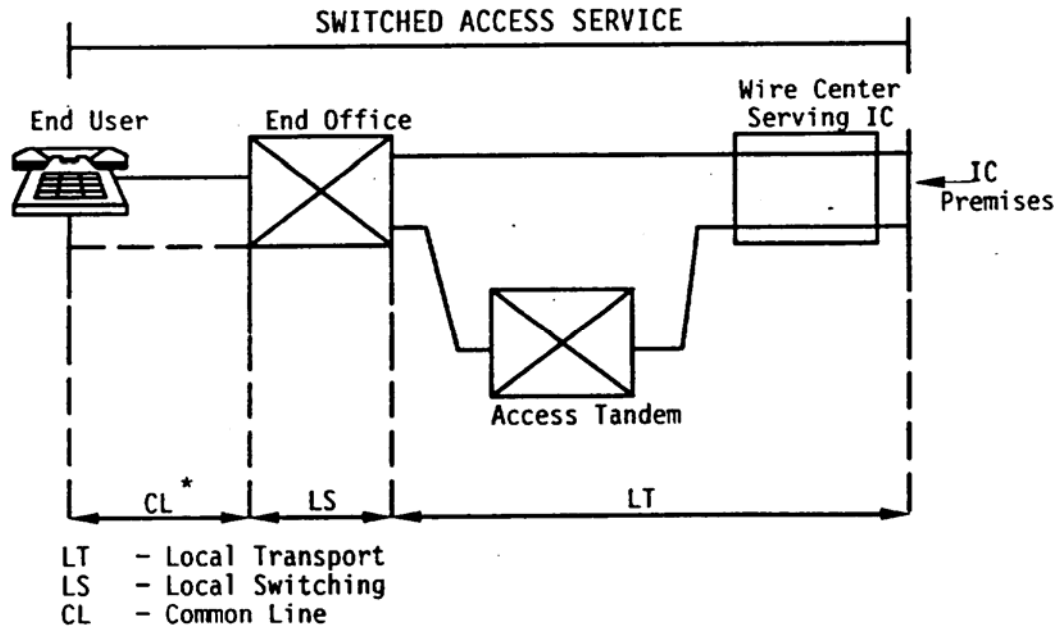 SWITCHED ACCESS SERVICE
End User
End Office
Wire Center
Serving IC
IC
Premises
Access Tandem
CL *
LS
LT
LT - Local Transport
LS - Local Switching
CL - Common Line